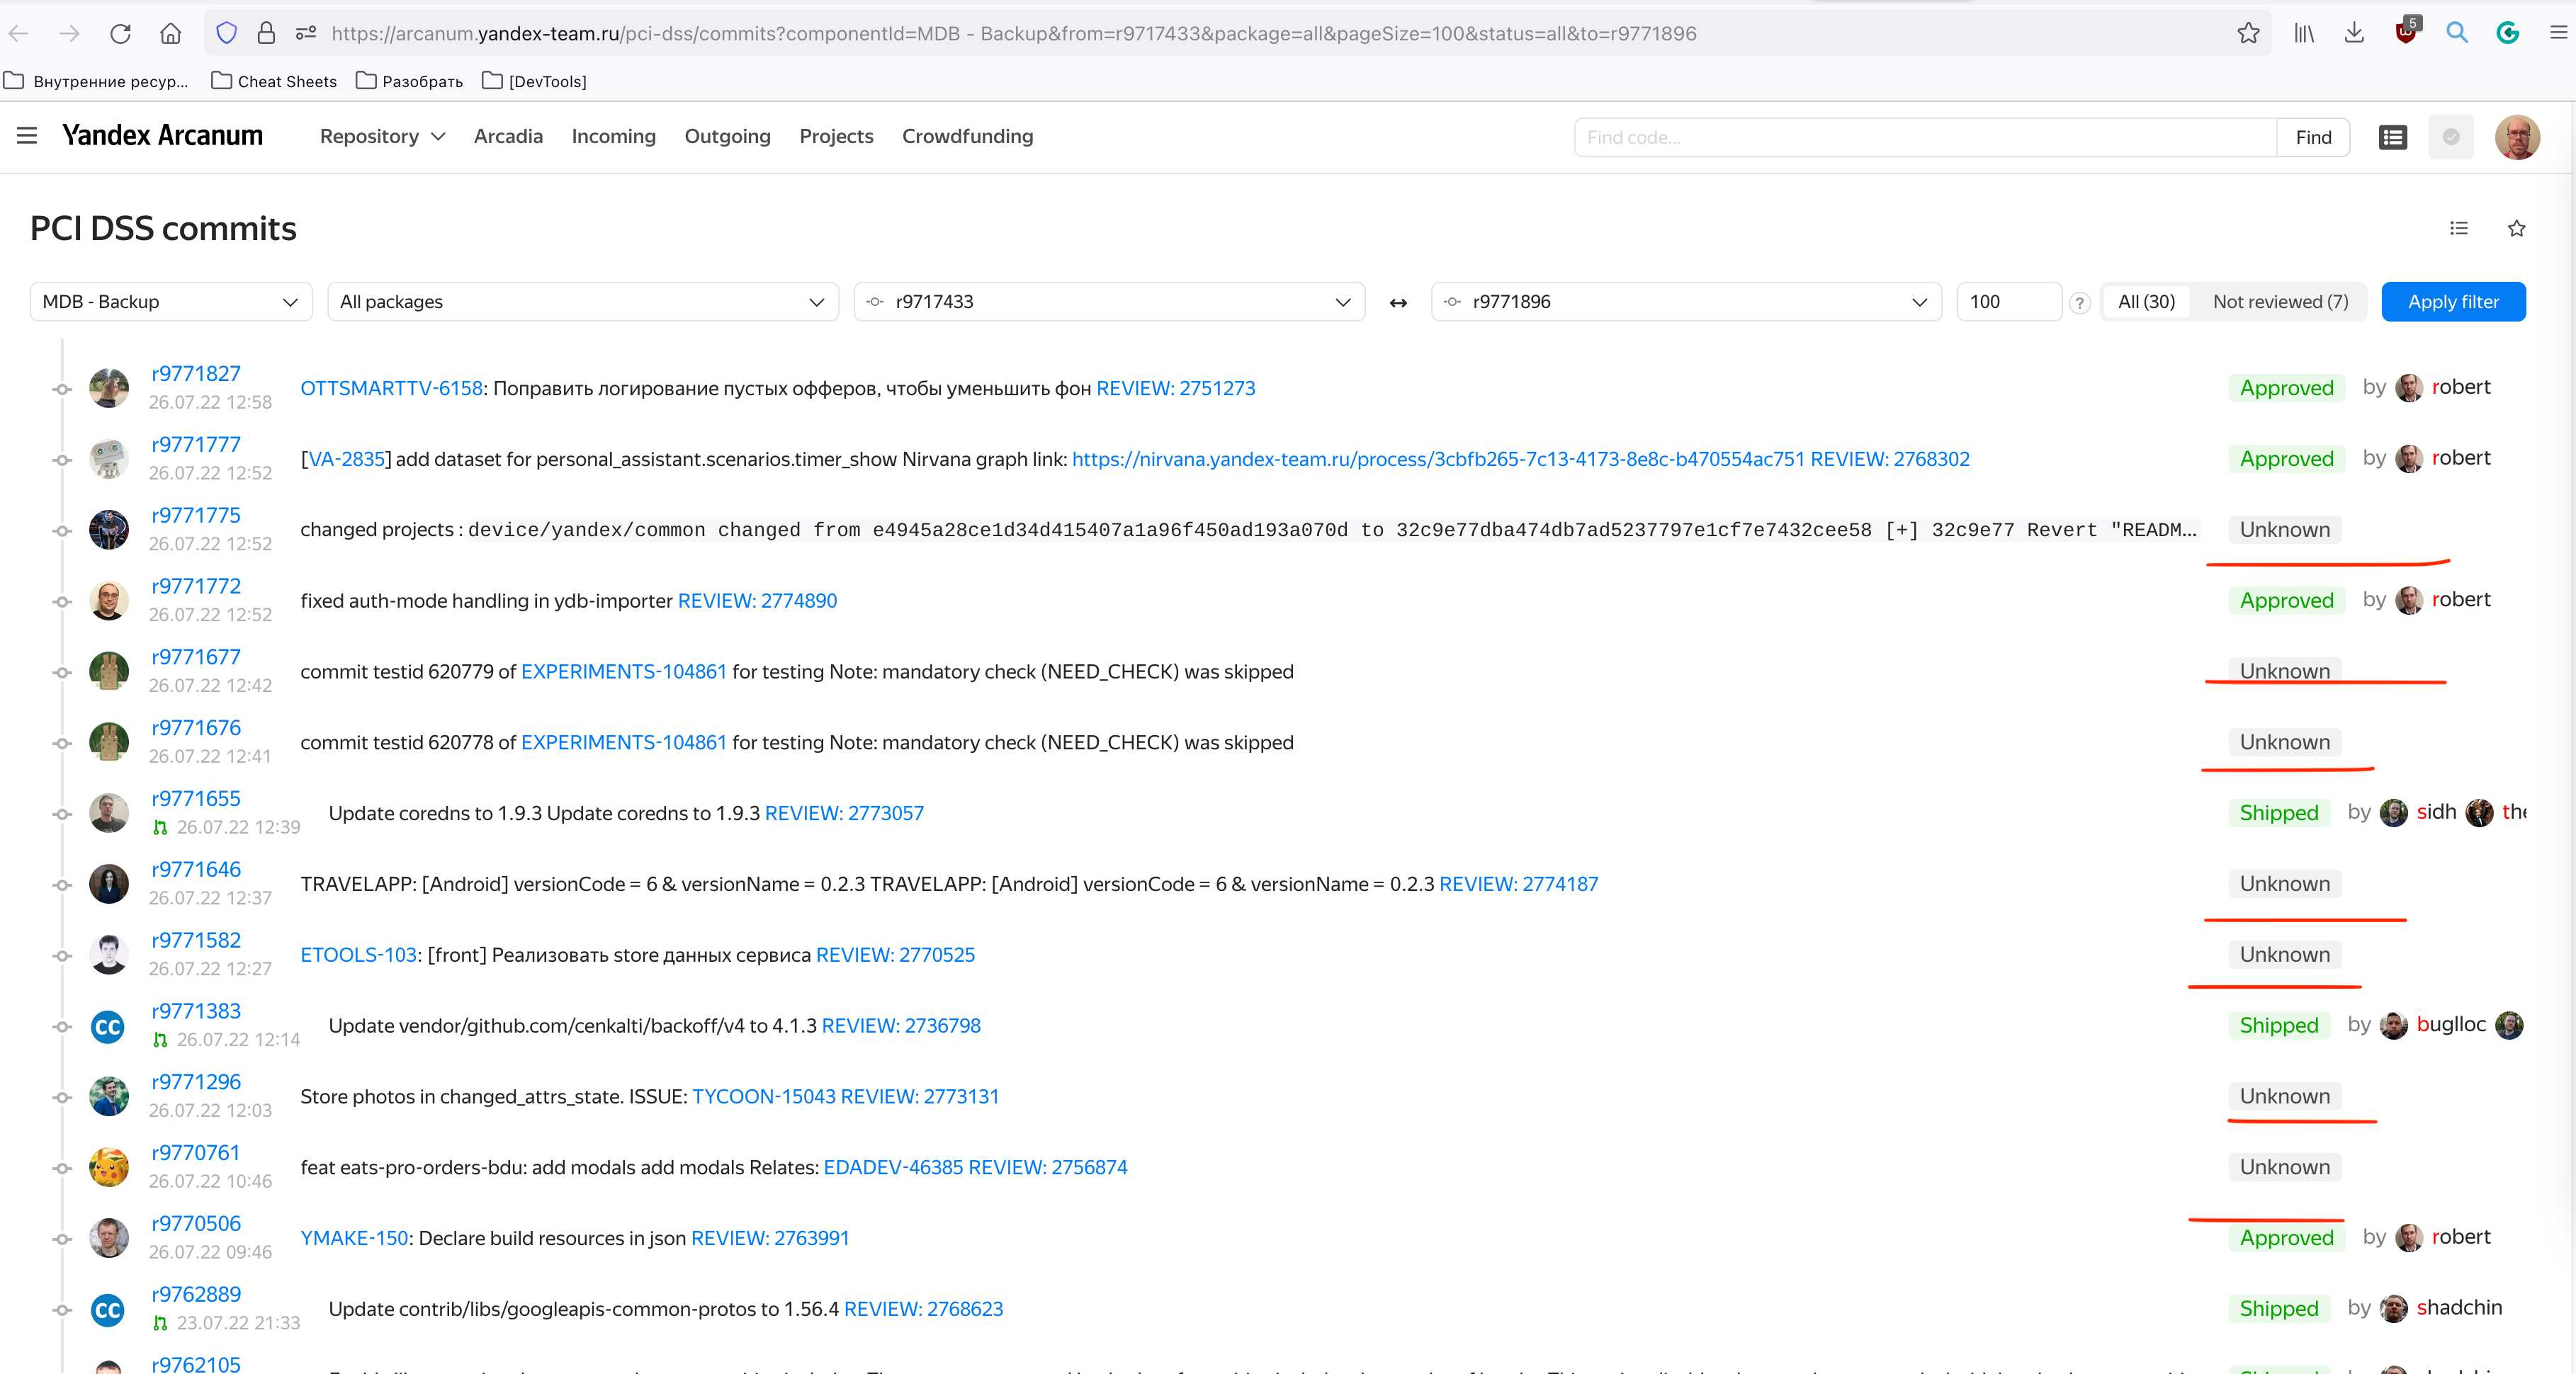 https://arcanum.yandex-team.ru/pci-dss/commits?componentId=MDB - Backup&from=r9717433&package=all&pageSize=100&status=all&to=r9771896
5
Внутренние ресур... Cheat Sheets Разобрать [DevTools]
Yandex Arcanum Repository Arcadia Incoming Outgoing Projects Crowdfunding Find code... Find
PCI DSS commits
MDB - Backup All packages r9717433 r9771896 100 ? All (30) Not reviewed (7) Apply filter
r9771827
26.07.22 12:58
OTTSMARTTV-6158: Поправить логирование пустых офферов, чтобы уменьшить фон REVIEW: 2751273
Approved by robert
r9771777
26.07.22 12:52
[VA-2835] add dataset for personal_assistant.scenarios.timer_show Nirvana graph link: https://nirvana.yandex-team.ru/process/3cbfb265-7c13-4173-8e8c-b470554ac751 REVIEW: 2768302
Approved by robert
r9771775
26.07.22 12:52
changed projects : device/yandex/common changed from e4945a28ce1d34d415407a1a96f450ad193a070d to 32c9e77dba474db7ad5237797e1cf7e7432cee58 [+] 32c9e77 Revert "READM...
Unknown
r9771772
26.07.22 12:52
fixed auth-mode handling in ydb-importer REVIEW: 2774890
Approved by robert
r9771677
26.07.22 12:42
commit testid 620779 of EXPERIMENTS-104861 for testing Note: mandatory check (NEED_CHECK) was skipped
Unknown
r9771676
26.07.22 12:41
commit testid 620778 of EXPERIMENTS-104861 for testing Note: mandatory check (NEED_CHECK) was skipped
Unknown
r9771655
26.07.22 12:39
Update coredns to 1.9.3 Update coredns to 1.9.3 REVIEW: 2773057
Shipped by sidh the
r9771646
26.07.22 12:37
TRAVELAPP: [Android] versionCode = 6 & versionName = 0.2.3 TRAVELAPP: [Android] versionCode = 6 & versionName = 0.2.3 REVIEW: 2774187
Unknown
r9771582
26.07.22 12:27
ETOOLS-103: [front] Реализовать store данных сервиса REVIEW: 2770525
Unknown
CC
r9771383
26.07.22 12:14
Update vendor/github.com/cenkalti/backoff/v4 to 4.1.3 REVIEW: 2736798
Shipped by buglloc
r9771296
26.07.22 12:03
Store photos in changed_attrs_state. ISSUE: TYCOON-15043 REVIEW: 2773131
Unknown
r9770761
26.07.22 10:46
feat eats-pro-orders-bdu: add modals add modals Relates: EDADEV-46385 REVIEW: 2756874
Unknown
r9770506
26.07.22 09:46
YMAKE-150: Declare build resources in json REVIEW: 2763991
Approved by robert
CC
r9762889
23.07.22 21:33
Update contrib/libs/googleapis-common-protos to 1.56.4 REVIEW: 2768623
Shipped by shadchin
r9762105